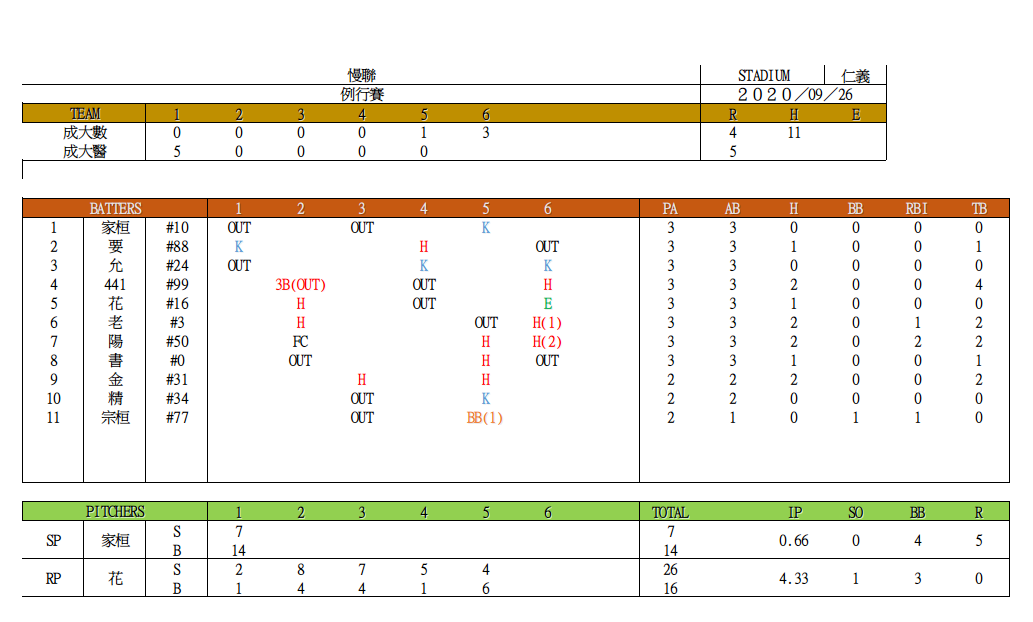 慢聯 STADIUM 仁義
例行賽 2020/09/26
TEAM 1 2 3 4 5 6 R H E
成大數 0 0 0 0 1 3 4 11
成大醫 5 0 0 0 0 5
BATTERS 1 2 3 4 5 6 PA AB H BB RBI TB
1 家桓 #10 OUT OUT K 3 3 0 0 0 0
2 要 #88 K H OUT 3 3 1 0 0 1
3 允 #24 OUT K K 3 3 0 0 0 0
4 441 #99 3B(OUT) OUT H 3 3 2 0 0 4
5 花 #16 H OUT E 3 3 1 0 0 0
6 老 #3 H OUT H(1) 3 3 2 0 1 2
7 陽 #50 FC H H(2) 3 3 2 0 2 2
8 書 #0 OUT H OUT 3 3 1 0 0 1
9 金 #31 H H 2 2 2 0 0 2
10 精 #34 OUT K 2 2 0 0 0 0
11 宗桓 #77 OUT BB(1) 2 1 0 1 1 0
PITCHERS 1 2 3 4 5 6 TOTAL IP SO BB R
SP 家桓 S 7 7 0.66 0 4 5
B 14 14
RP 花 S 2 8 7 5 4 26 4.33 1 3 0
B 1 4 4 1 6 16